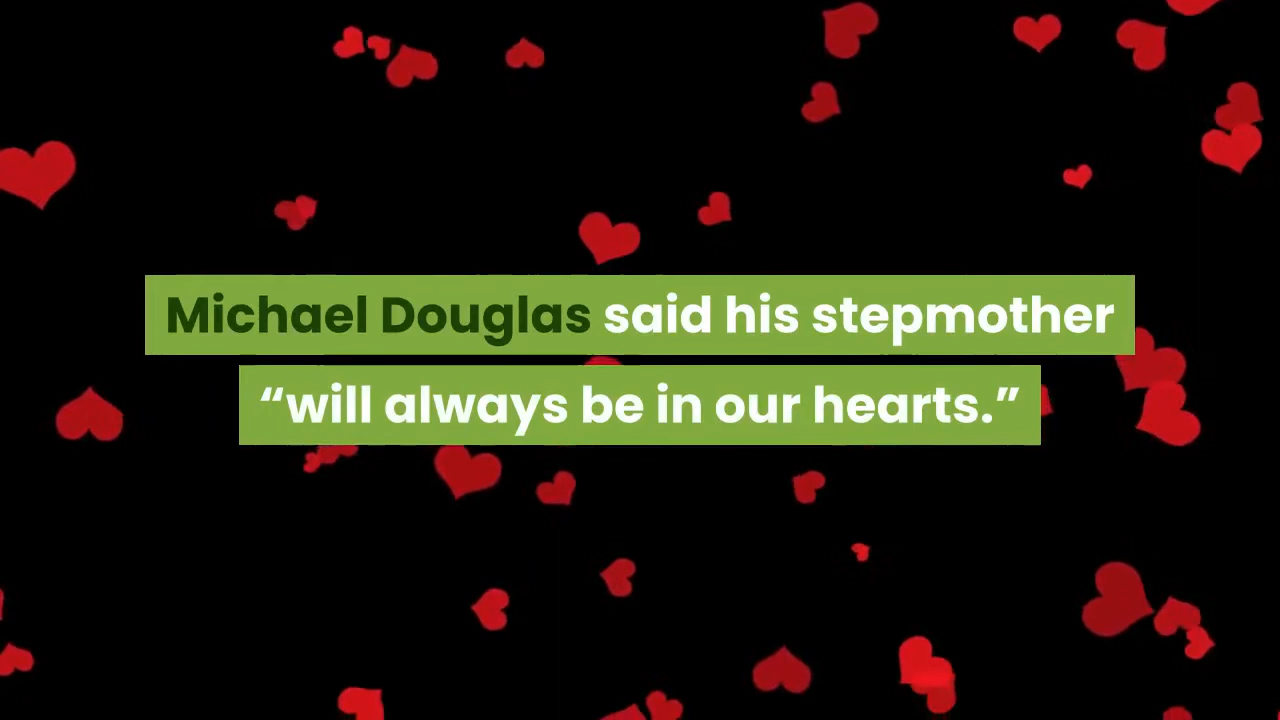 Michael Douglas said his stepmother
“will always be in our hearts.”